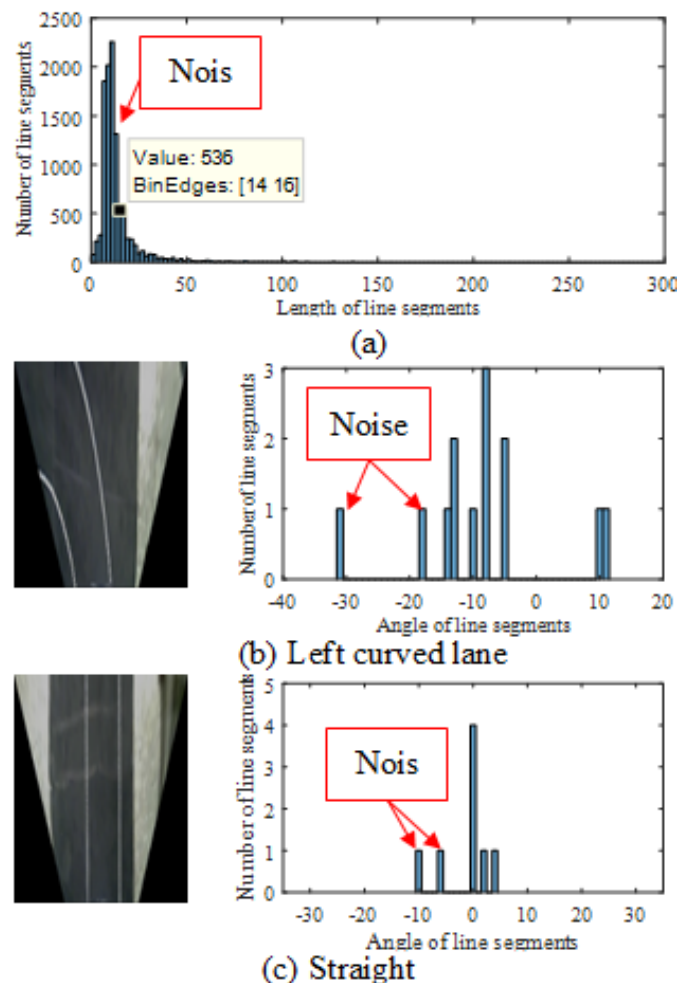 2500
2000
1500
1000
500
0
Number of line segments
Nois
Value: 536
BinEdges: [14 16]
0 50 100 150 200 250 300
Length of line segments
(a)
3
2
1
0
Number of line segments
Noise
-40 -30 -20 -10 0 10 20
Angle of line segments
(b) Left curved lane
5
4
3
2
1
0
Number of line segments
Nois
-30 -20 -10 0 10 20 30
Angle of line segments
(c) Straight